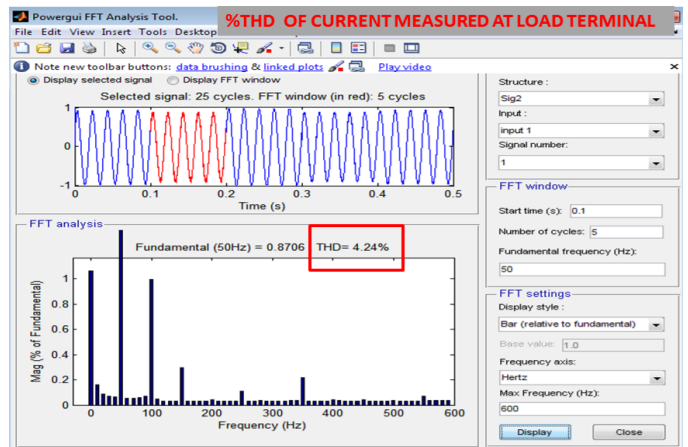 Powergui FFT Analysis Tool.
%THD OF CURRENT MEASURED AT LOAD TERMINAL
File Edit View Insert Tools Desktop
Note new toolbar buttons: data brushing & linked plots Play video
Display selected signal Display FFT window
Selected signal: 25 cycles. FFT window (in red): 5 cycles
1
0
-1
0 0.1 0.2 0.3 0.4 0.5
Time (s)
FFT analysis
Fundamental (50Hz) = 0.8706 THD= 4.24%
1
0.8
0.6
0.4
0.2
0
Mag (% of Fundamental)
0 100 200 300 400 500 600
Frequency (Hz)
Structure :
Sig2
Input :
input 1
Signal number:
1
FFT window
Start time (s): 0.1
Number of cycles: 5
Fundamental frequency (Hz):
50
FFT settings
Display style :
Bar (relative to fundamental)
Base value: 1.0
Frequency axis:
Hertz
Max Frequency (Hz):
600
Display Close